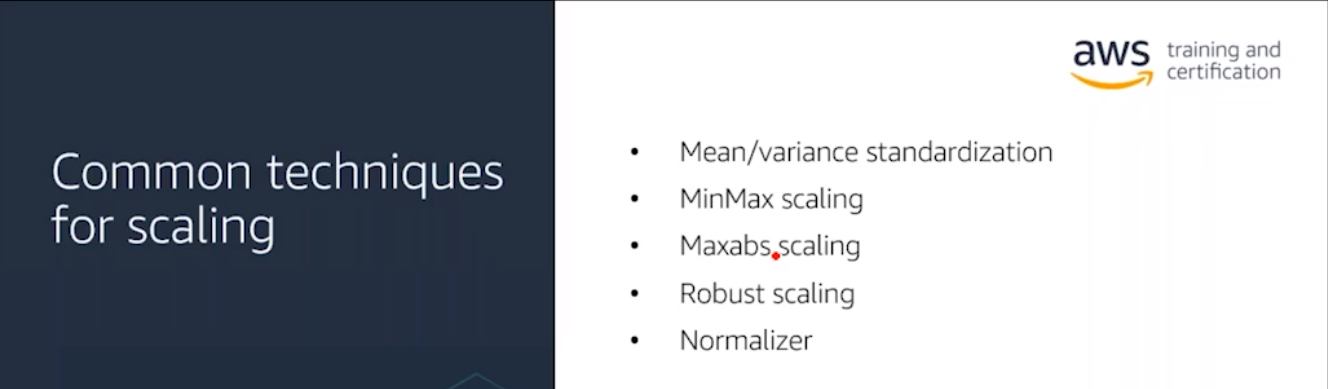 Common techniques
for scaling
aws training and
certification
• Mean/variance standardization
• MinMax scaling
• Maxabs scaling
• Robust scaling
• Normalizer